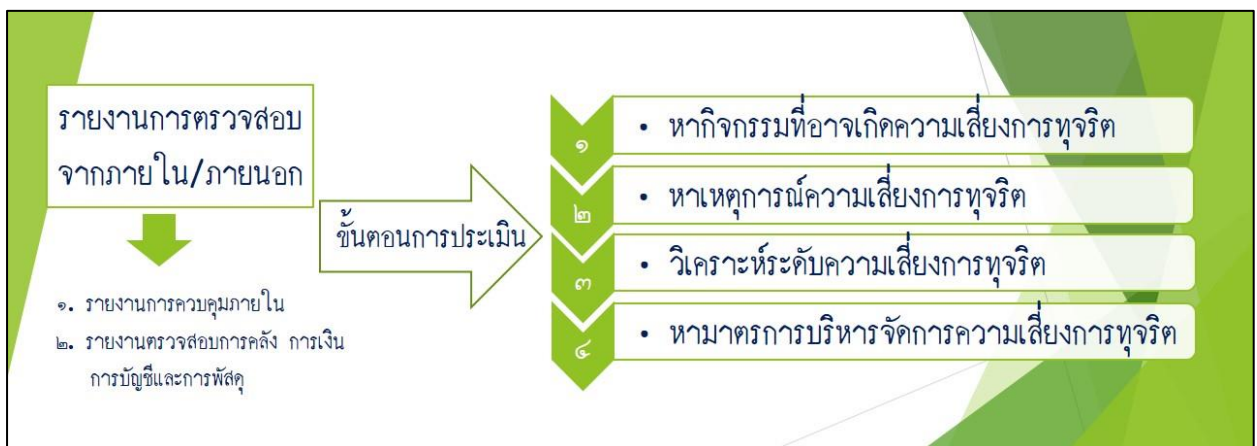 รายงานการตรวจสอบ
จากภายใน/ภายนอก
๑. รายงานการควบคุมภายใน
๒. รายงานตรวจสอบการคลัง การเงิน
การบัญชีและการพัสดุ
ขั้นตอนการประเมิน
๑
• หากิจกรรมที่อาจเกิดความเสี่ยงการทุจริต
๒
• หาเหตุการณ์ความเสี่ยงการทุจริต
๓
• วิเคราะห์ระดับความเสี่ยงการทุจริต
๔
• หามาตรการบริหารจัดการความเสี่ยงการทุจริต